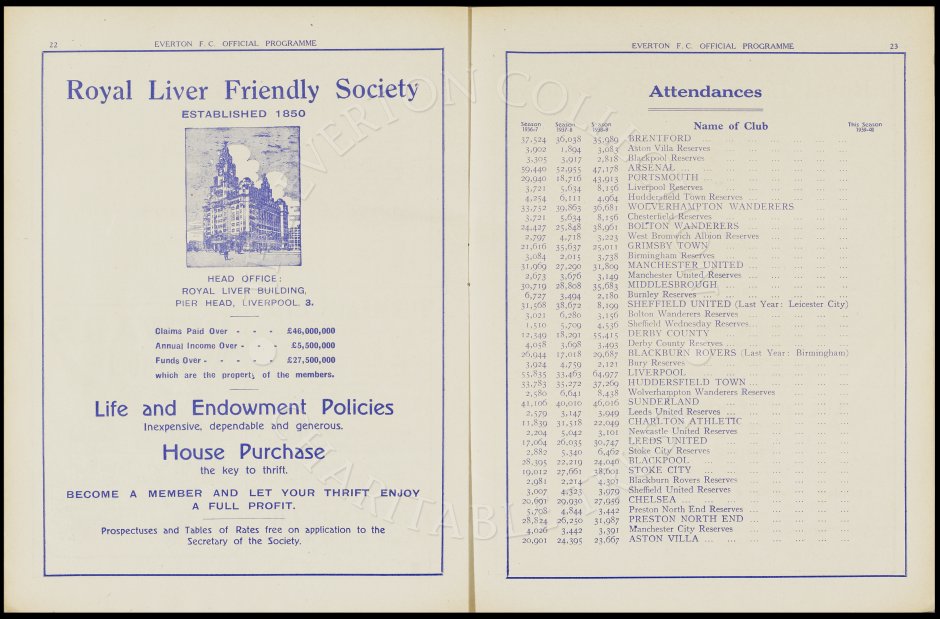 22
EVERTON F. C. OFFICIAL PROGRAMME
Royal Liver Friendly Society
ESTABLISHED 1850
HEAD OFFICE:
ROYAL LIVER BUILDING,
PIER HEAD, LIVERPOOL. 3.
Claims Paid Over - - - £46,000,000
Annual Income Over - - - £5,500,000
Funds Over - - - - £27,500,000
which are the property of the members.
Life and Endowment Policies
Inexpensive, dependable and generous.
House Purchase
the key to thrift.
BECOME A MEMBER AND LET YOUR THRIFT ENJOY
A FULL PROFIT.
Prospectuses and Tables of Rates free on application to the
Secretary of the Society.
EVERTON F. C. OFFICIAL PROGRAMME
23
Attendances
Season 1936-7 Season 1937-8 Season 1938-9 Name of Club This Season 1939-40
37,524 36,038 35,989 BRENTFORD
3,902 1,894 3,083 Aston Villa Reserves
3,305 3,917 2,818 Blackpool Reserves
59,440 52,955 47,178 ARSENAL
29,940 18,716 43,913 PORTSMOUTH
3,721 5,634 8,156 Liverpool Reserves
4,254 6,111 4,964 Huddersfield Town Reserves
33,752 39,863 36,681 WOLVERHAMPTON WANDERERS
3,721 5,634 8,156 Chesterfield Reserves
24,427 25,848 38,961 BOLTON WANDERERS
2,797 4,718 3,223 West Bromwich Albion Reserves
21,616 35,637 25,011 GRIMSBY TOWN
3,084 2,015 3,738 Birmingham Reserves
31,969 27,290 31,809 MANCHESTER UNITED
2,673 3,676 3,149 Manchester United Reserves
30,719 28,808 35,683 MIDDLESBROUGH
6,727 3,494 2,180 Burnley Reserves
31,568 38,672 8,199 SHEFFIELD UNITED (Last Year: Leicester City)
3,021 6,280 3,156 Bolton Wanderers Reserves
1,510 5,709 4,536 Sheffield Wednesday Reserves
12,349 18,291 55,415 DERBY COUNTY
4,058 3,698 3,493 Derby County Reserves
26,944 17,018 29,687 BLACKBURN ROVERS (Last Year: Birmingham)
3,924 4,759 2,121 Bury Reserves
55,835 33,463 64,977 LIVERPOOL
33,783 35,272 37,269 HUDDERSFIELD TOWN
2,580 6,641 8,438 Wolverhampton Wanderers Reserves
41,106 40,010 46,016 SUNDERLAND
2,579 3,147 3,949 Leeds United Reserves
11,839 31,518 22,049 CHARLTON ATHLETIC
2,204 5,042 3,101 Newcastle United Reserves
17,064 26,035 30,747 LEEDS UNITED
2,882 5,340 6,462 Stoke City Reserves
28,395 22,219 24,046 BLACKPOOL
19,012 27,661 18,601 STOKE CITY
2,981 2,214 4,301 Blackburn Rovers Reserves
3,007 4,323 3,979 Sheffield United Reserves
20,691 29,930 27,956 CHELSEA
5,798 4,844 3,442 Preston North End Reserves
28,824 26,250 31,987 PRESTON NORTH END
4,026 3,442 3,391 Manchester City Reserves
20,901 24,395 23,667 ASTON VILLA